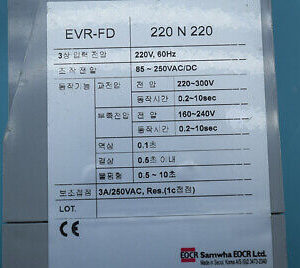 EVR-FD 220 N 220
3상 입력 전압 220V, 60Hz
조 작 전 압 85 ~ 250VAC/DC
동작기능 과전압 전 압 220~300V
동작시간 0.2~10sec
부족전압 전 압 160~240V
동작시간 0.2~10sec
역상 0.1초
결상 0.5초 이내
불평형 0.5 ~ 10초
보조접점 3A/250VAC, Res.(1c접점)
LOT.
EOCR Samwha EOCR Ltd.
Made in Seoul, Korea